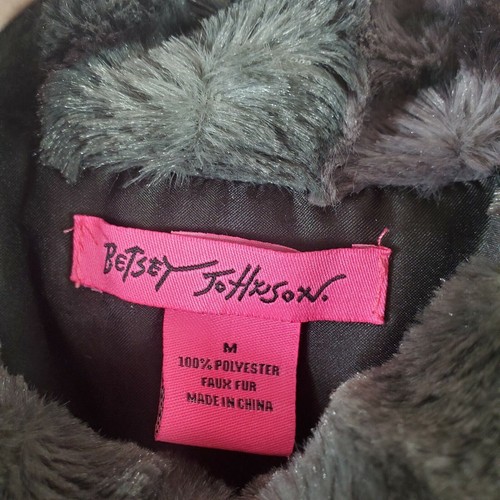 BETSEY JOHNSON.
M
100% POLYESTER
FAUX FUR
MADE IN CHINA